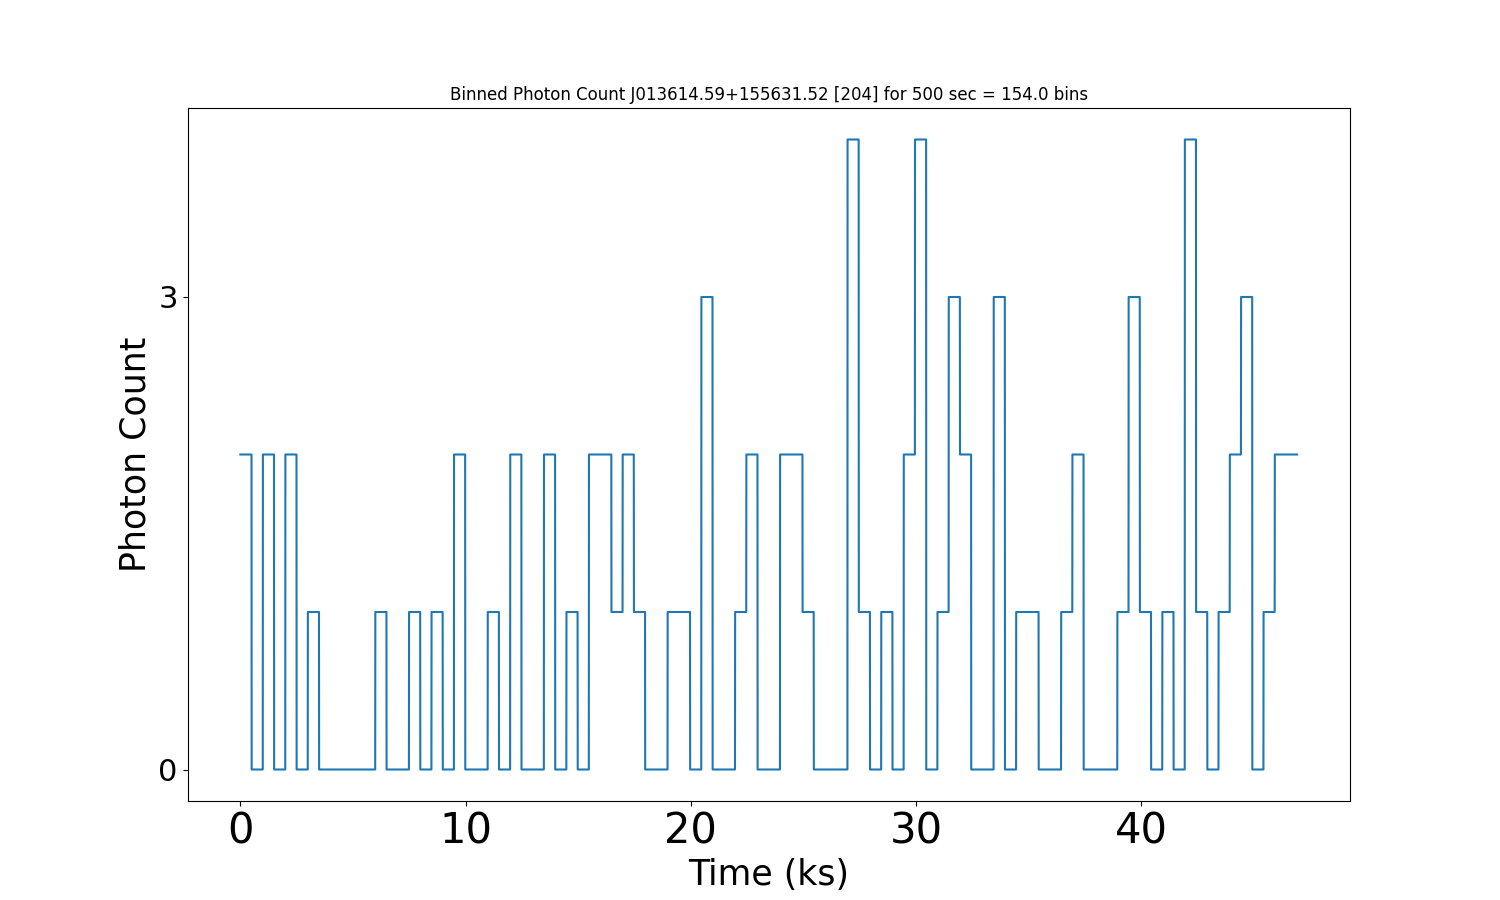 Binned Photon Count J013614.59+155631.52 [204] for 500 sec = 154.0 bins
Photon Count
3
0
0 10 20 30 40
Time (ks)